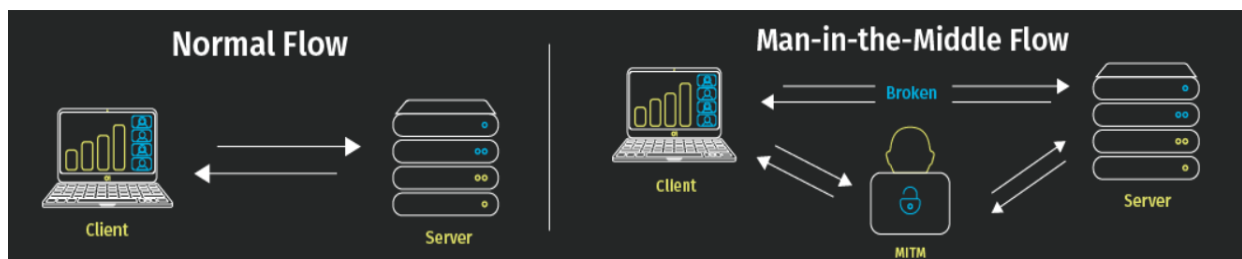 Normal Flow
Client
Server
Man-in-the-Middle Flow
Broken
Client
Server
MITM